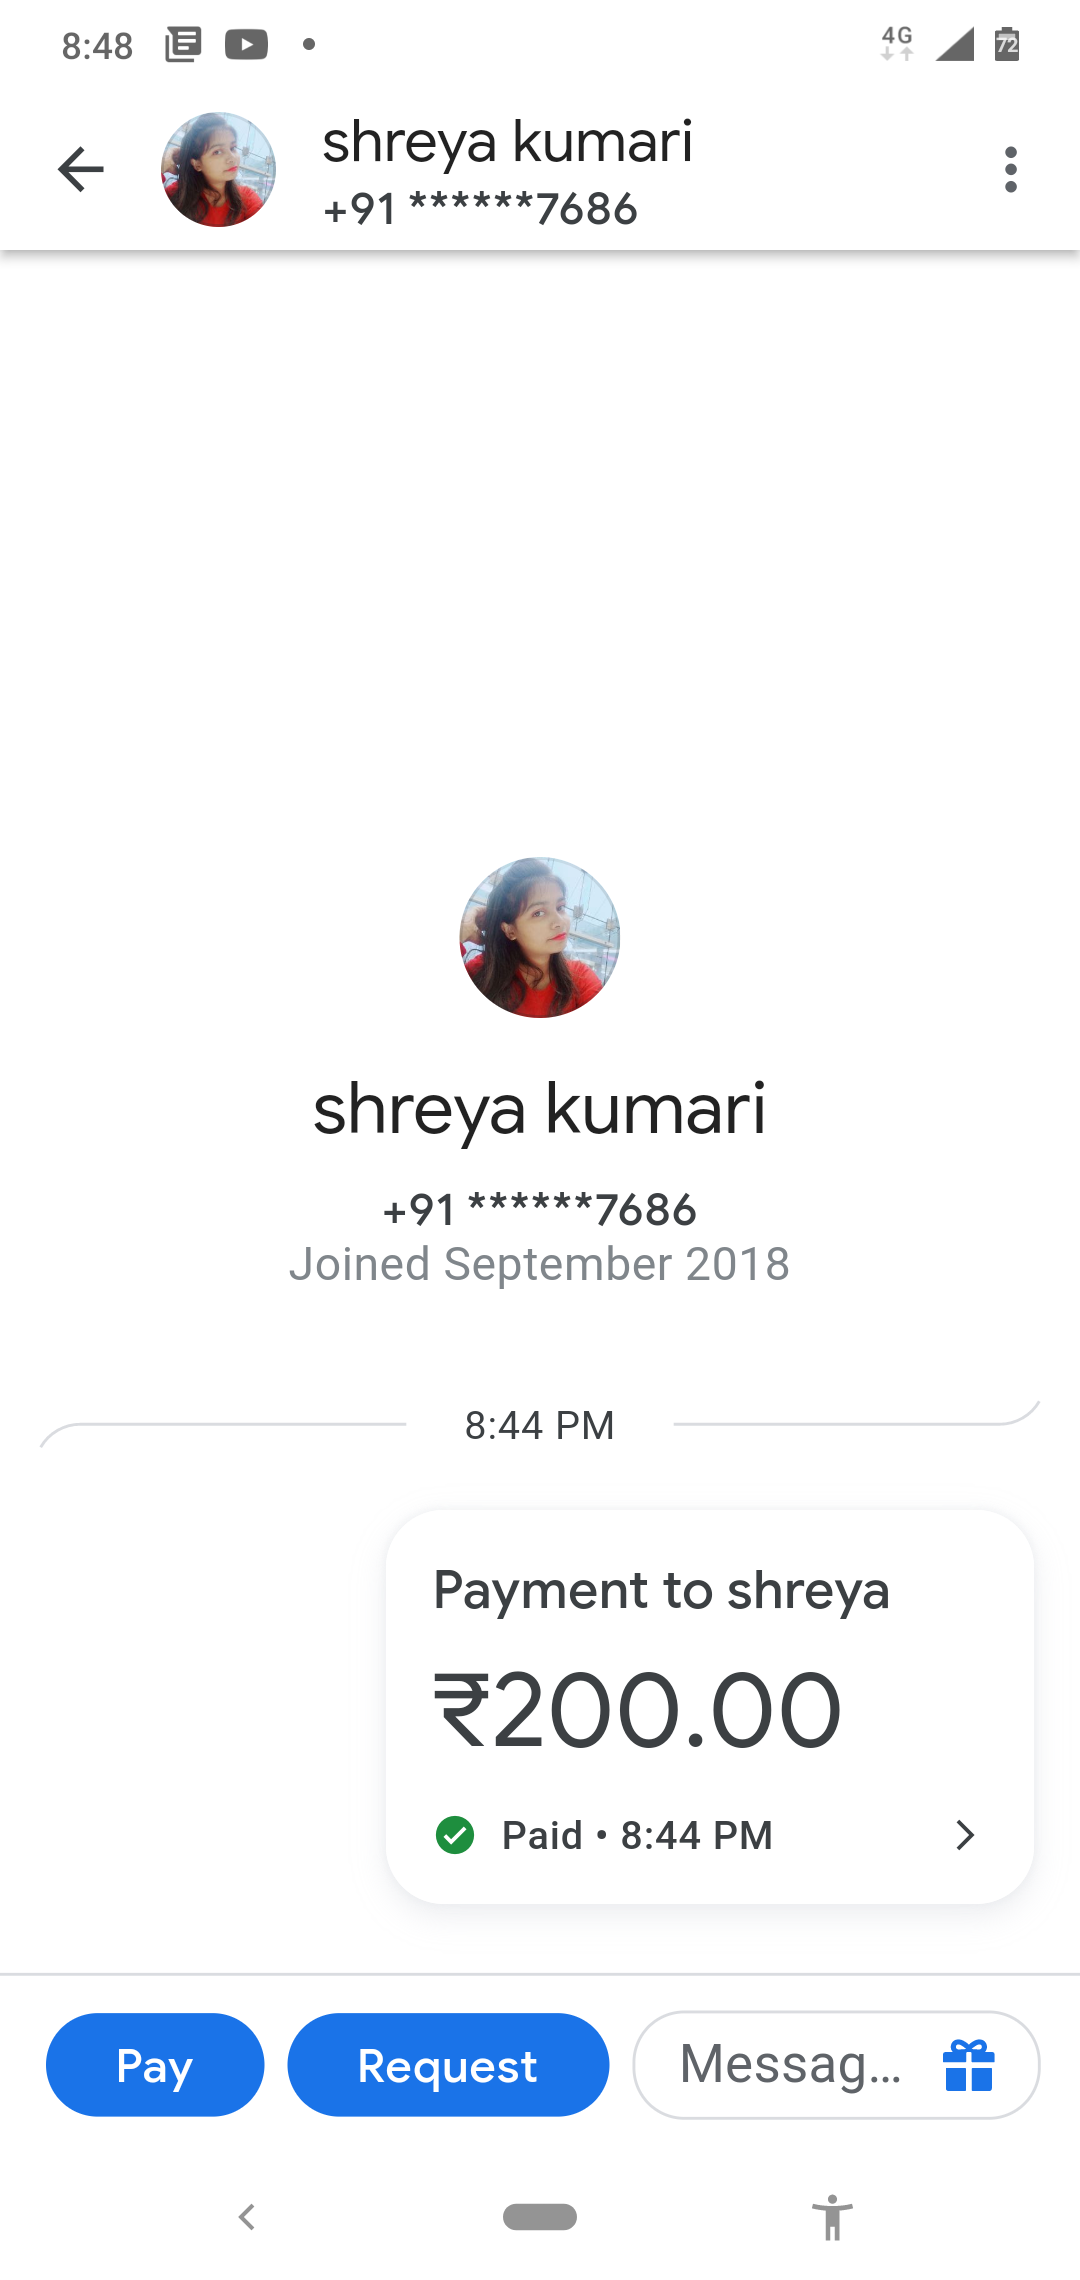 8:48
4G
72
shreya kumari
+91 ******7686
shreya kumari
+91 ******7686
Joined September 2018
8:44 PM
Payment to shreya
₹200.00
Paid • 8:44 PM
Pay
Request
Messag...